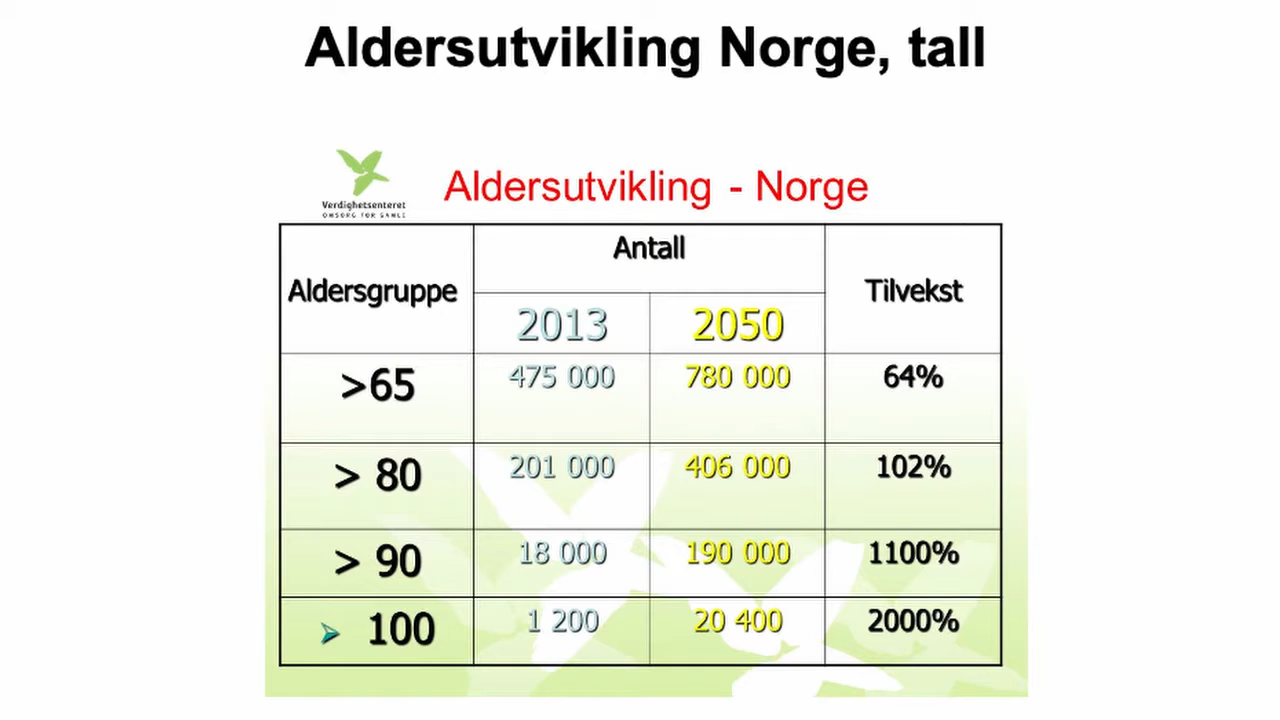 Aldersutvikling Norge, tall
Verdighetsenteret
OMSORG FOR GAMLE
Aldersutvikling - Norge
Aldersgruppe Antall Tilvekst
2013 2050
>65 475 000 780 000 64%
> 80 201 000 406 000 102%
> 90 18 000 190 000 1100%
➢ 100 1 200 20 400 2000%